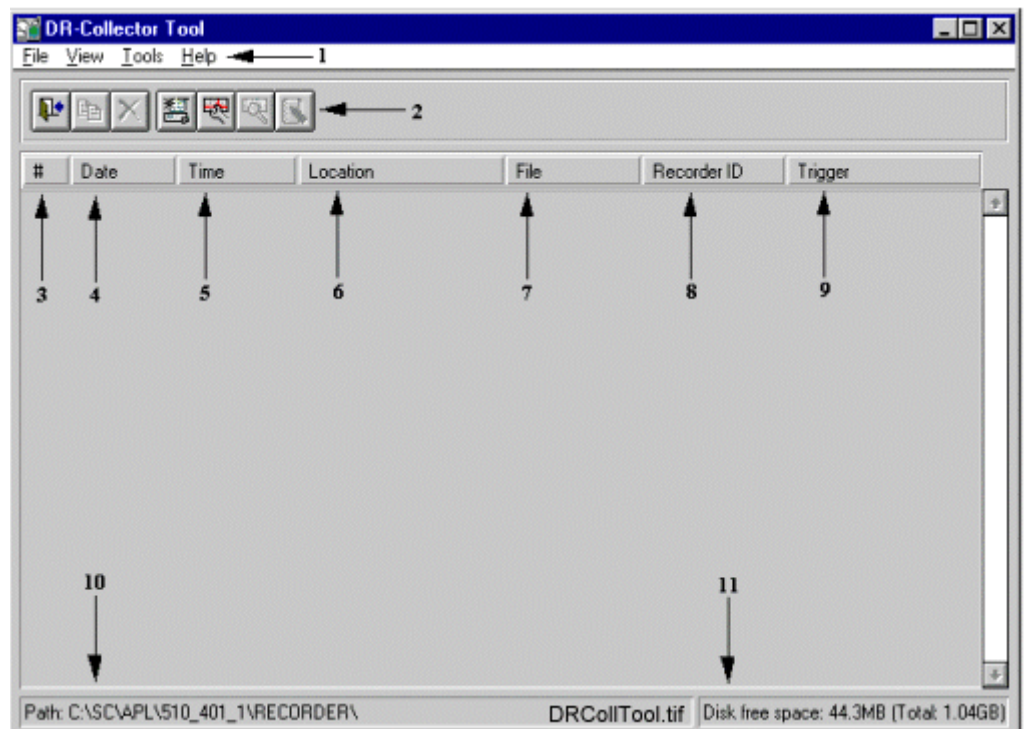 DR-Collector Tool
File View Tools Help 1
2
# Date Time Location File Recorder ID Trigger
3 4 5 6 7 8 9
10 11
Path: C:\SC\APL\510_401_1\RECORDER\ DRCollTool.tif Disk free space: 44.3MB (Total: 1.04GB)